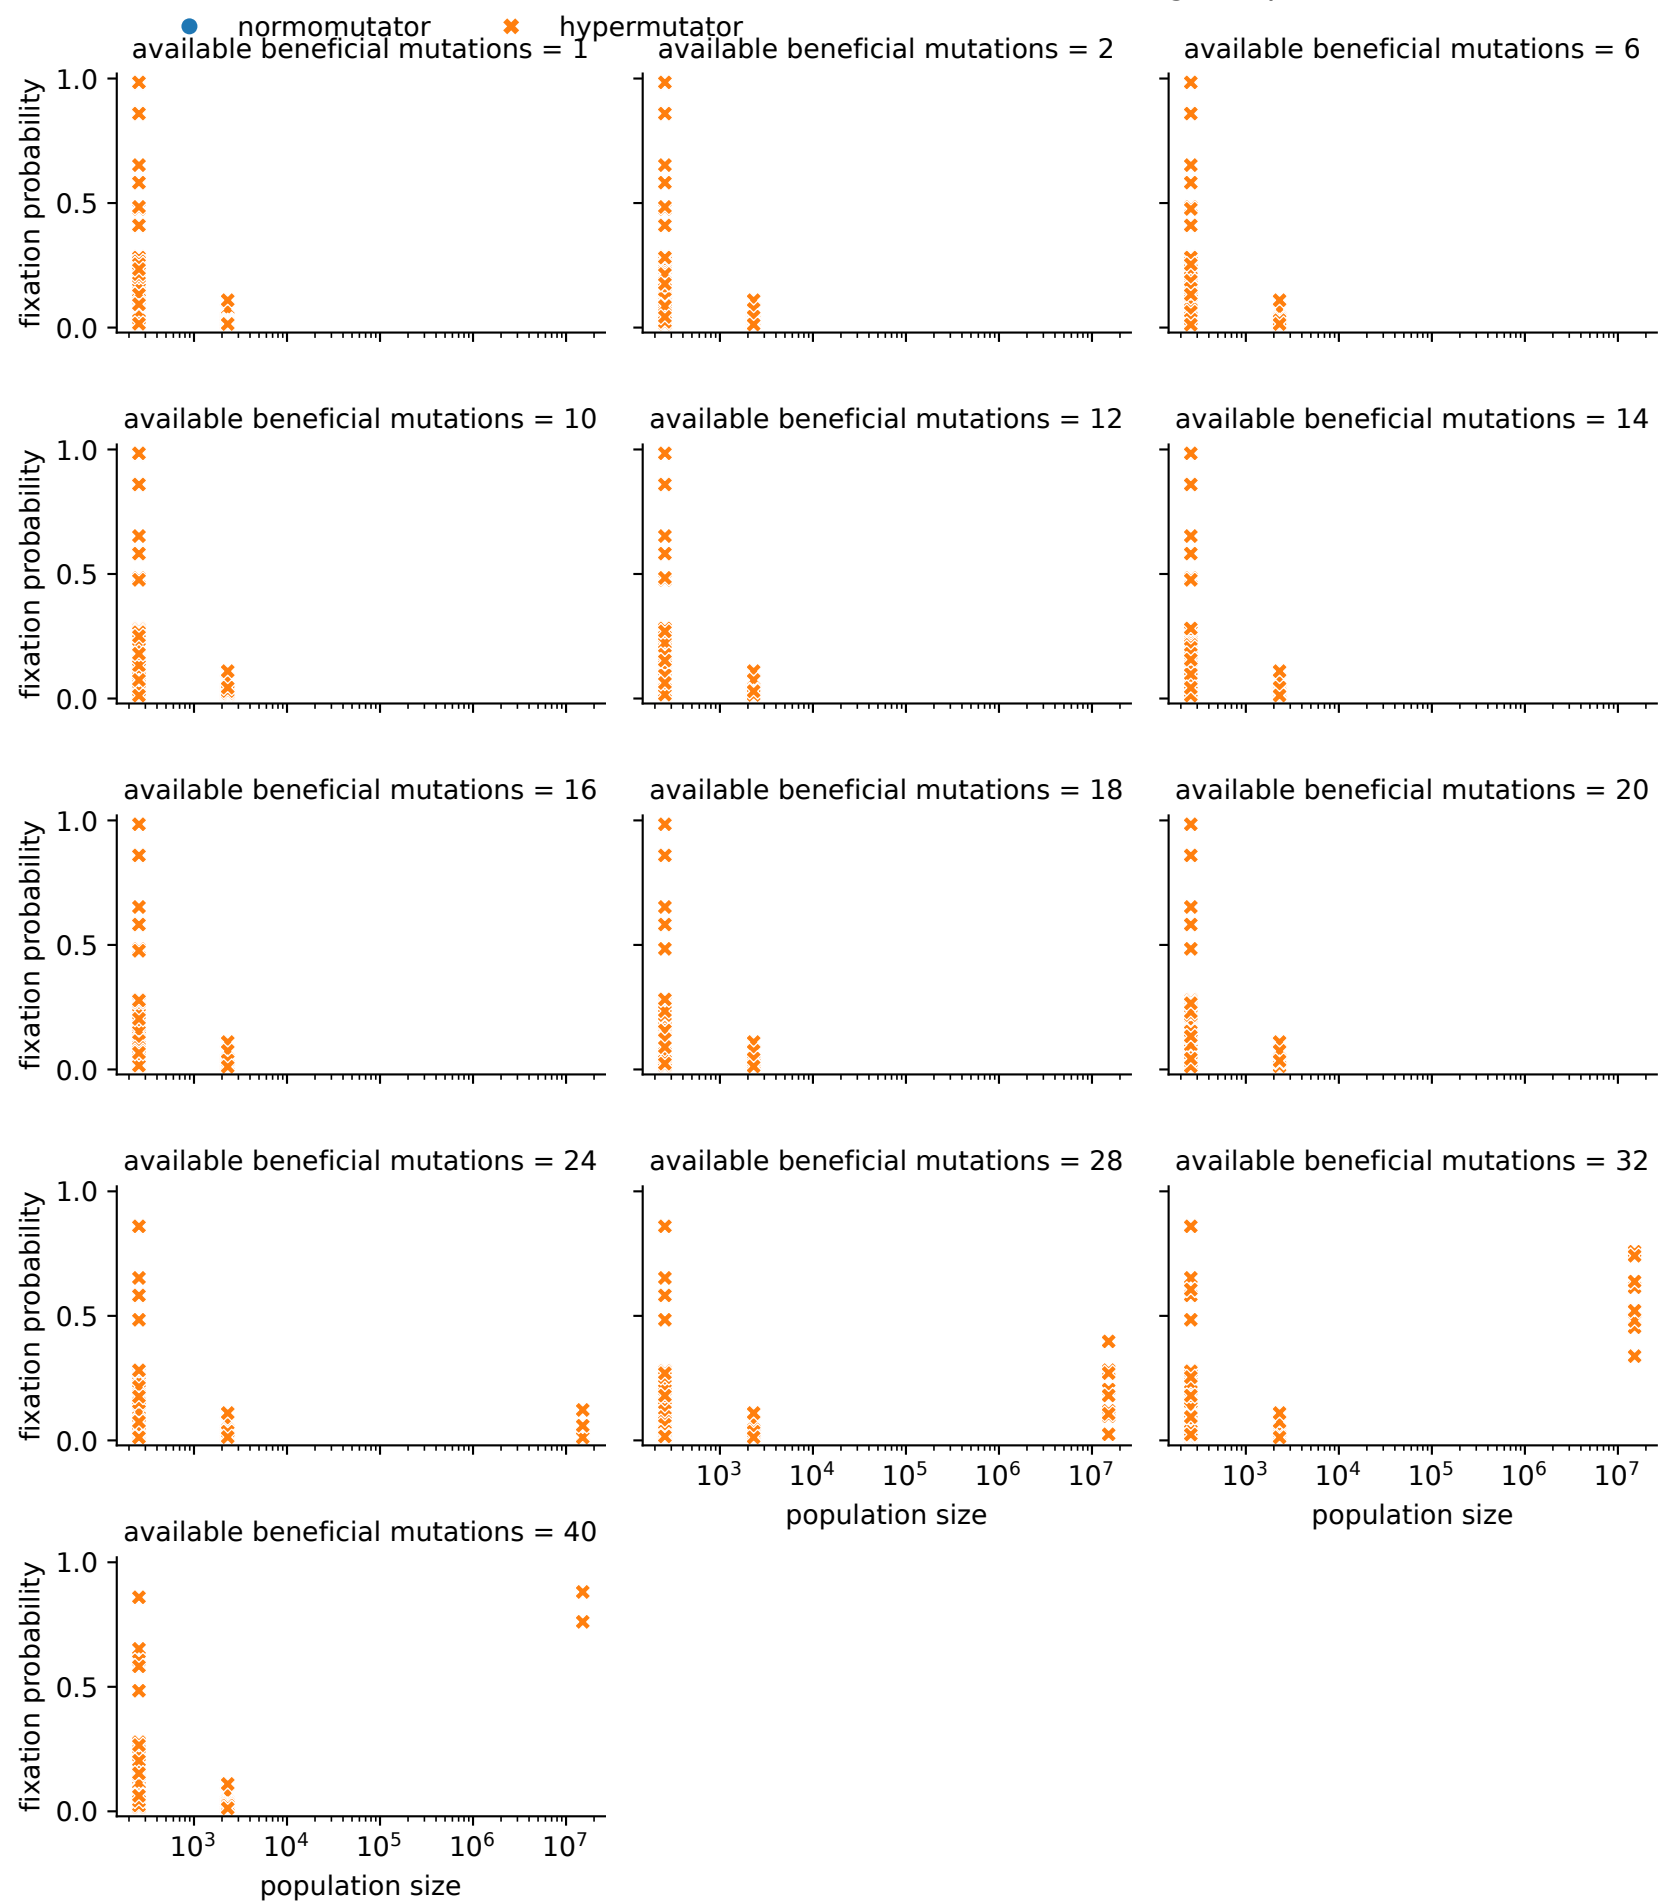 normomutator hypermutator
available beneficial mutations = 1 available beneficial mutations = 2 available beneficial mutations = 6
1.0
0.5
0.0
fixation probability
available beneficial mutations = 10 available beneficial mutations = 12 available beneficial mutations = 14
1.0
0.5
0.0
fixation probability
available beneficial mutations = 16 available beneficial mutations = 18 available beneficial mutations = 20
1.0
0.5
0.0
fixation probability
available beneficial mutations = 24 available beneficial mutations = 28 available beneficial mutations = 32
1.0
0.5
0.0
fixation probability
10³ 10⁴ 10⁵ 10⁶ 10⁷ 10³ 10⁴ 10⁵ 10⁶ 10⁷
population size population size
available beneficial mutations = 40
1.0
0.5
0.0
fixation probability
10³ 10⁴ 10⁵ 10⁶ 10⁷
population size